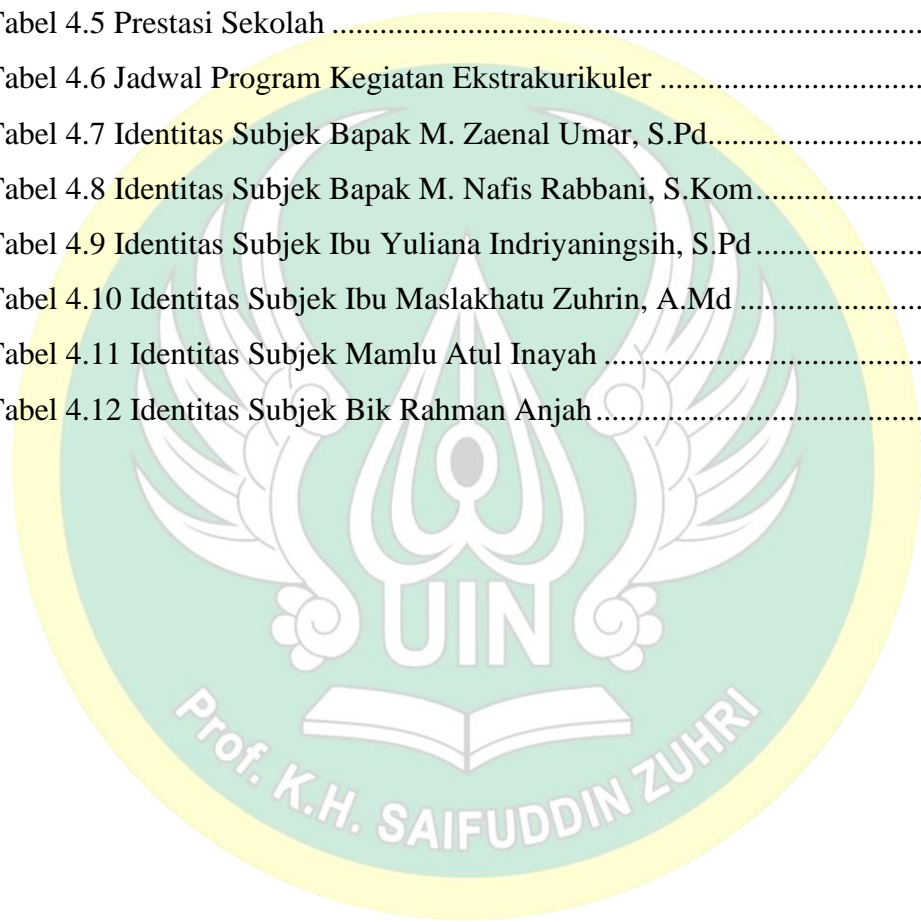 Tabel 4.5 Prestasi Sekolah ..........................................................................
Tabel 4.6 Jadwal Program Kegiatan Ekstrakurikuler .................................
Tabel 4.7 Identitas Subjek Bapak M. Zaenal Umar, S.Pd...........................
Tabel 4.8 Identitas Subjek Bapak M. Nafis Rabbani, S.Kom.....................
Tabel 4.9 Identitas Subjek Ibu Yuliana Indriyaningsih, S.Pd.....................
Tabel 4.10 Identitas Subjek Ibu Maslakhatu Zuhrin, A.Md .......................
Tabel 4.11 Identitas Subjek Mamlu Atul Inayah ........................................
Tabel 4.12 Identitas Subjek Bik Rahman Anjah.........................................
UIN
Prof. K.H. SAIFUDDIN ZUHRI